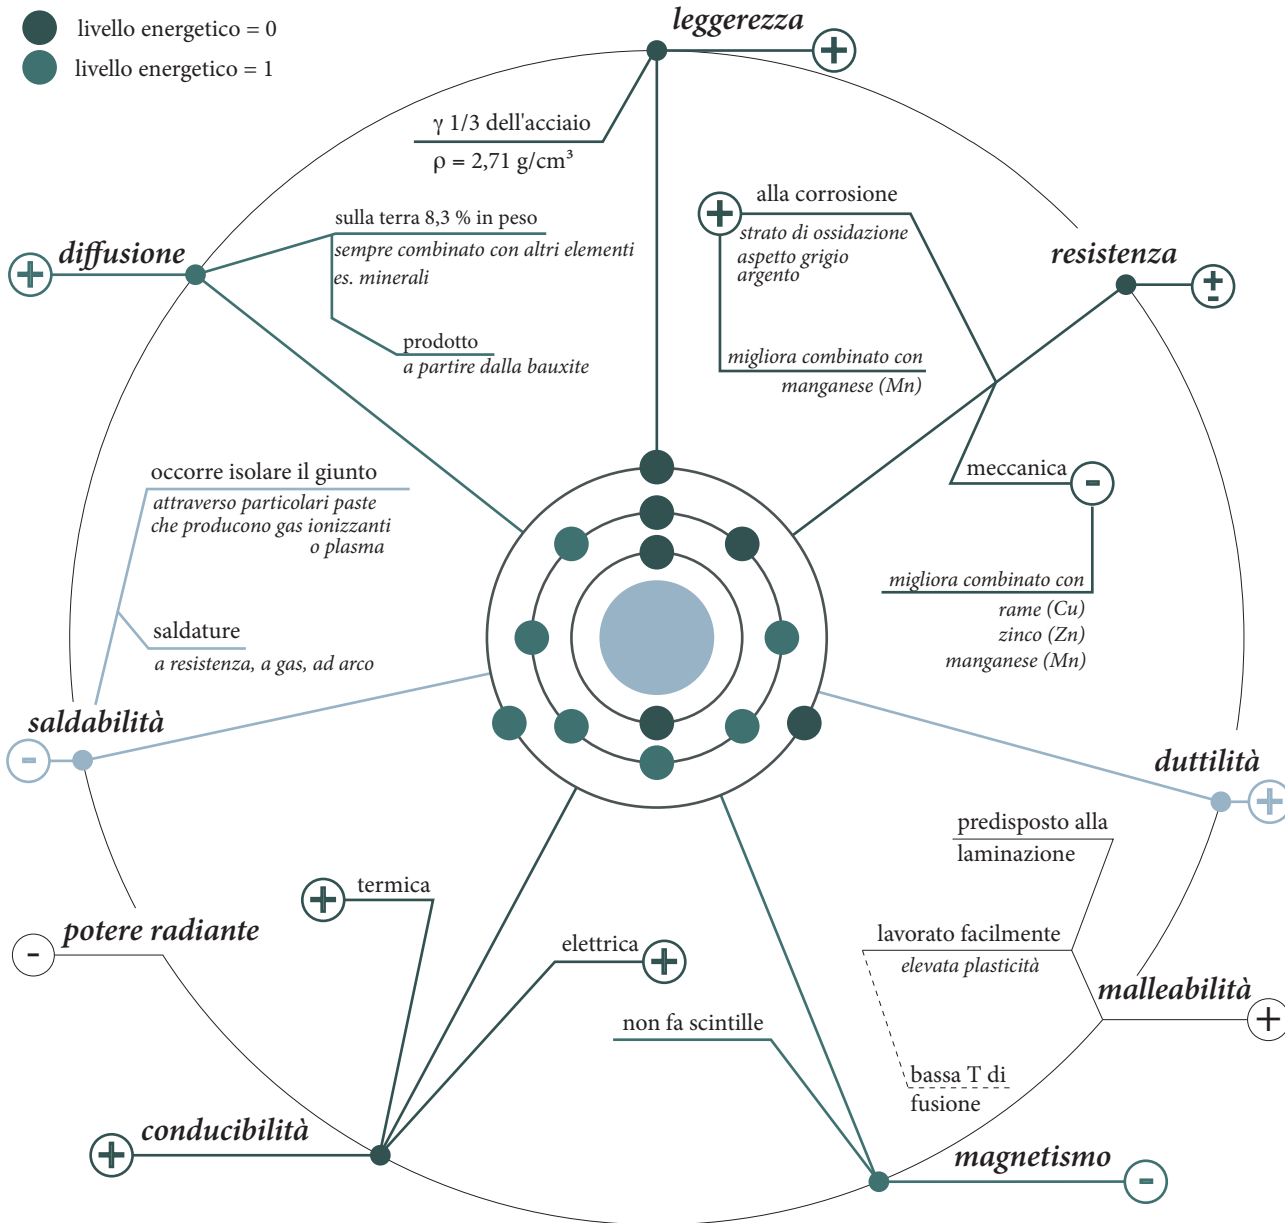 livello energetico = 0
livello energetico = 1
leggerezza
+
γ 1/3 dell'acciaio
ρ = 2,71 g/cm³
diffusione
+
sulla terra 8,3 % in peso
sempre combinato con altri elementi
es. minerali
prodotto
a partire dalla bauxite
resistenza
+
-
+
alla corrosione
strato di ossidazione
aspetto grigio
argento
migliora combinato con
manganese (Mn)
meccanica
-
migliora combinato con
rame (Cu)
zinco (Zn)
manganese (Mn)
occorre isolare il giunto
attraverso particolari paste
che producono gas ionizzanti
o plasma
saldature
a resistenza, a gas, ad arco
saldabilità
-
duttilità
+
predisposto alla
laminazione
lavorato facilmente
elevata plasticità
bassa T di
fusione
malleabilità
+
potere radiante
-
termica
+
elettrica
+
conducibilità
+
non fa scintille
magnetismo
-